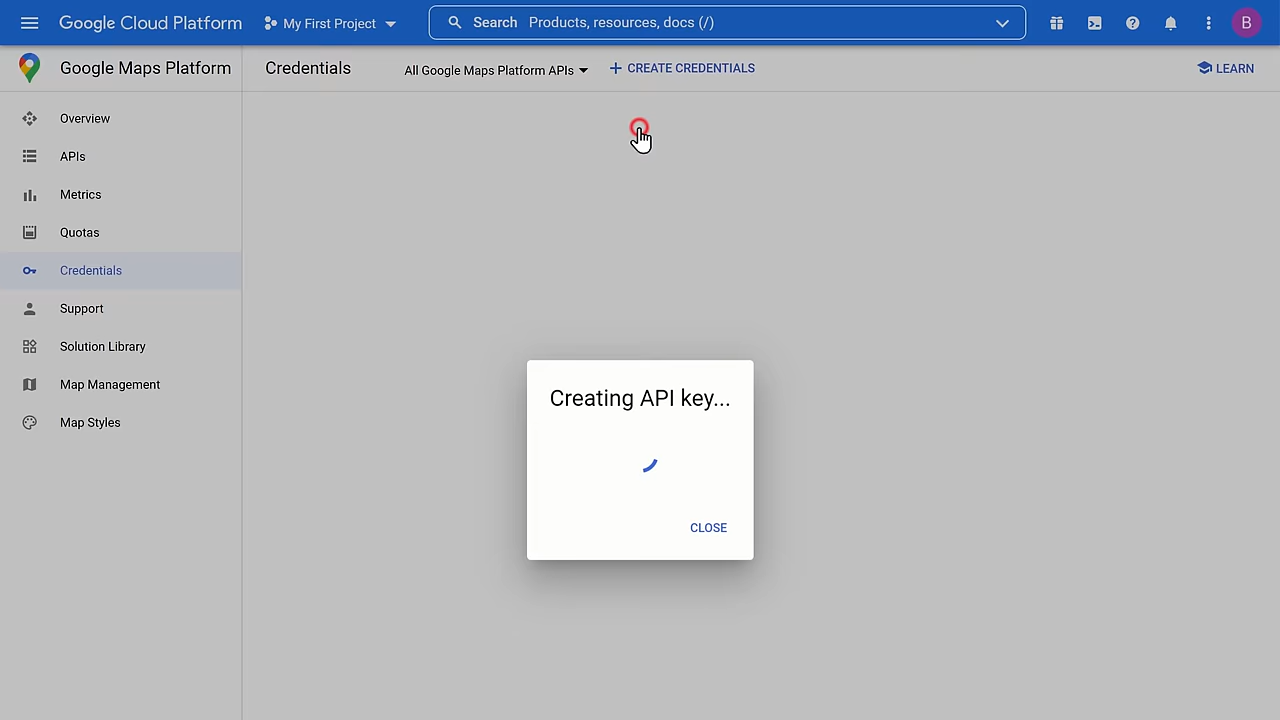 Google Cloud Platform
My First Project
Search Products, resources, docs (/)
B
Google Maps Platform
Credentials
All Google Maps Platform APIs
+ CREATE CREDENTIALS
LEARN
Overview
APIs
Metrics
Quotas
Credentials
Support
Solution Library
Map Management
Map Styles
Creating API key...
CLOSE